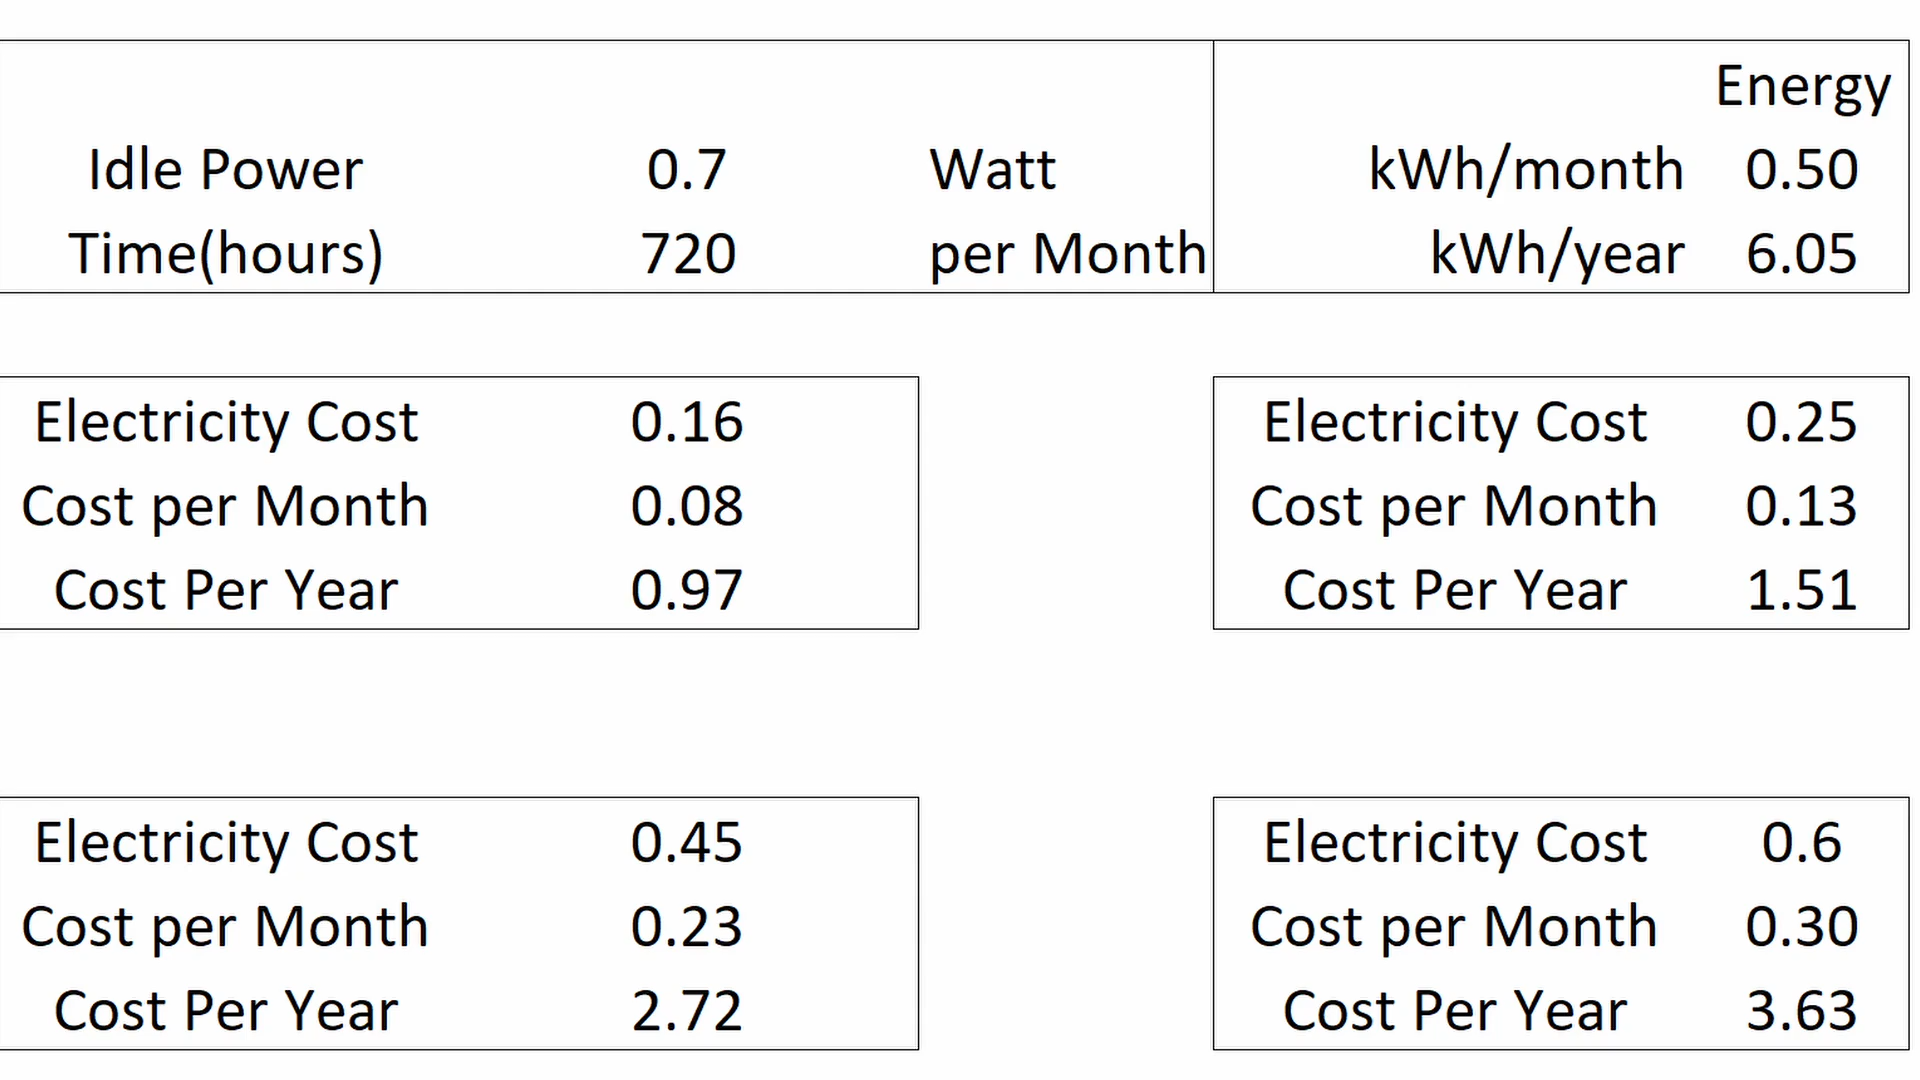 Energy
Idle Power 0.7 Watt kWh/month 0.50
Time(hours) 720 per Month kWh/year 6.05
Electricity Cost 0.16
Cost per Month 0.08
Cost Per Year 0.97
Electricity Cost 0.25
Cost per Month 0.13
Cost Per Year 1.51
Electricity Cost 0.45
Cost per Month 0.23
Cost Per Year 2.72
Electricity Cost 0.6
Cost per Month 0.30
Cost Per Year 3.63